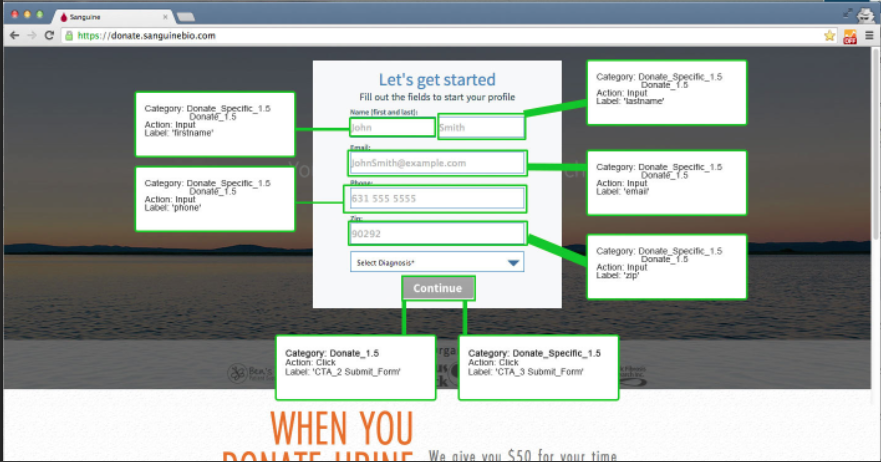 Sanguine
https://donate.sanguinebio.com
OFF
Let's get started
Fill out the fields to start your profile
Name (first and last):
John
Smith
Email:
JohnSmith@example.com
Phone:
631 555 5555
Zip:
90292
Select Diagnosis*
Continue
Category: Donate_Specific_1.5
Donate_1.5
Action: Input
Label: 'firstname'
Category: Donate_Specific_1.5
Donate_1.5
Action: Input
Label: 'lastname'
Category: Donate_Specific_1.5
Donate_1.5
Action: Input
Label: 'phone'
Category: Donate_Specific_1.5
Donate_1.5
Action: Input
Label: 'email'
Category: Donate_Specific_1.5
Donate_1.5
Action: Input
Label: 'zip'
Category: Donate_1.5
Action: Click
Label: 'CTA_2 Submit_Form'
Category: Donate_Specific_1.5
Action: Click
Label: 'CTA_3 Submit_Form'
WHEN YOU
DONATE URINE
We give you $50 for your time